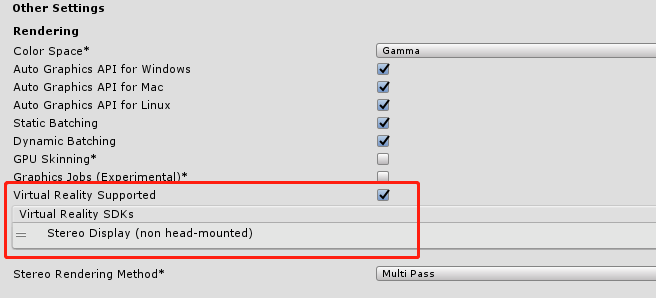 Other Settings
Rendering
Color Space* Gamma
Auto Graphics API for Windows
Auto Graphics API for Mac
Auto Graphics API for Linux
Static Batching
Dynamic Batching
GPU Skinning*
Graphics Jobs (Experimental)*
Virtual Reality Supported
Virtual Reality SDKs
Stereo Display (non head-mounted)
Stereo Rendering Method* Multi Pass